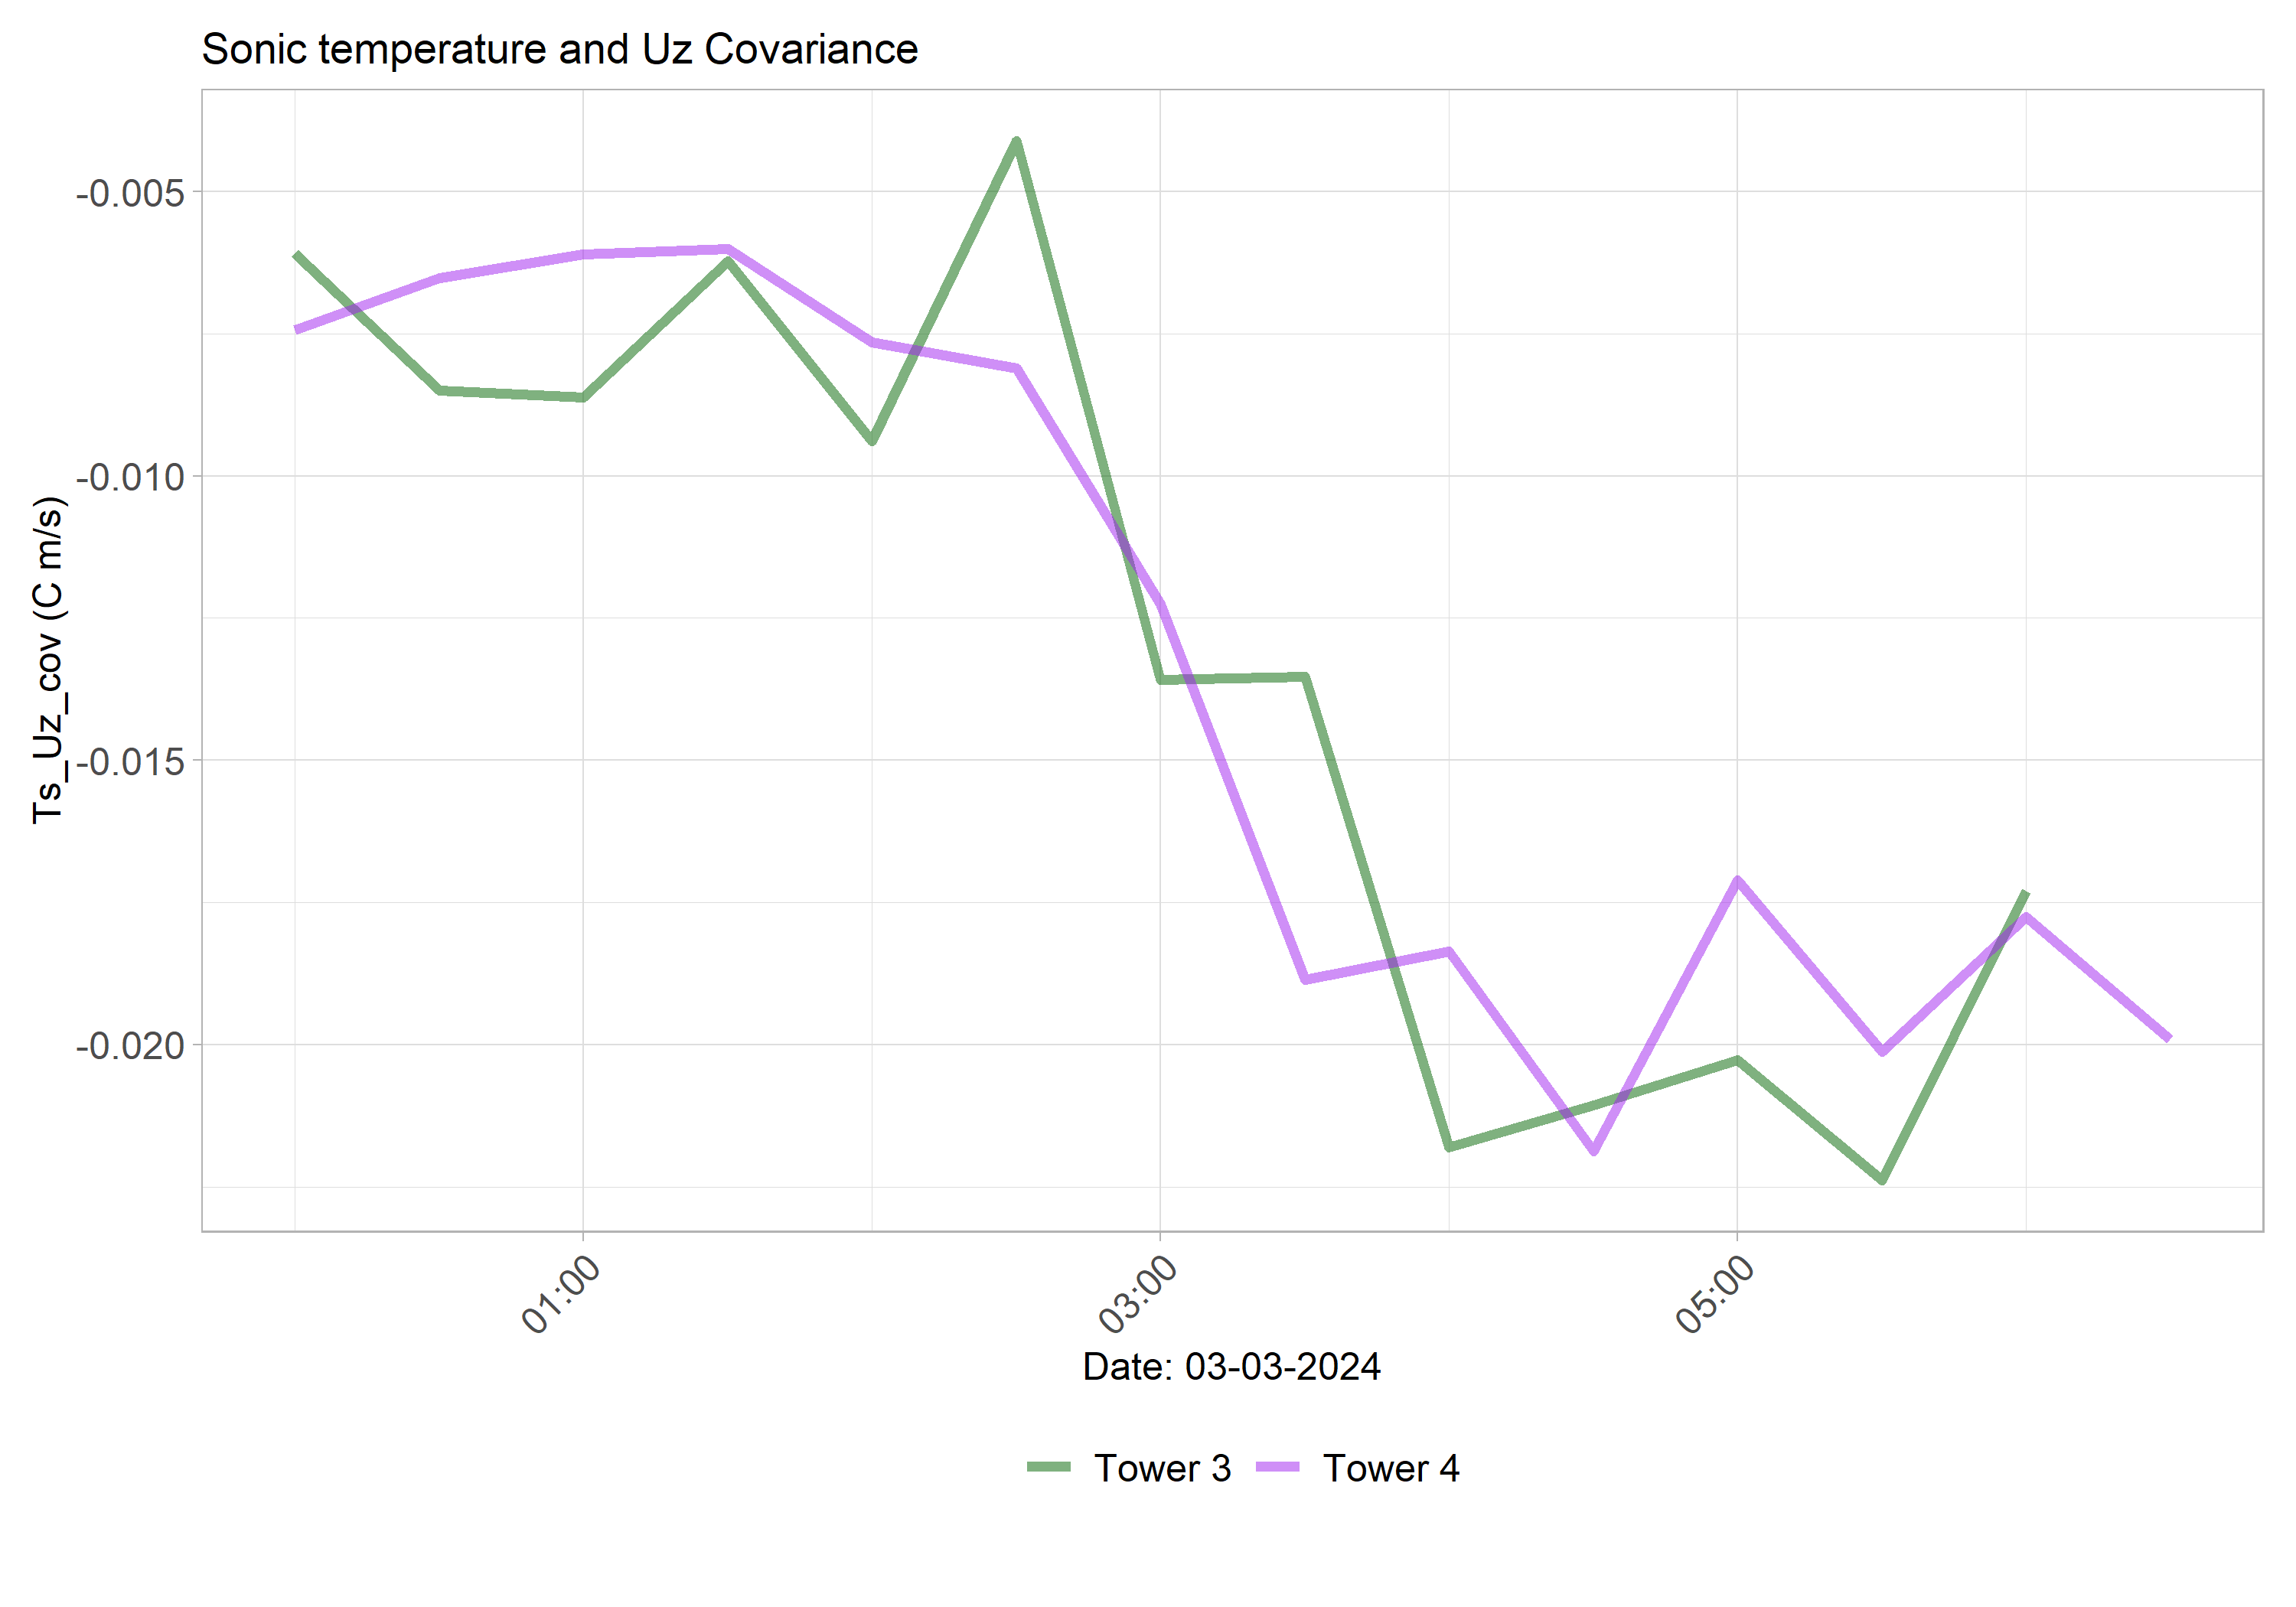 Sonic temperature and Uz Covariance
Ts_Uz_cov (C m/s)
-0.005
-0.010
-0.015
-0.020
01:00
03:00
05:00
Date: 03-03-2024
Tower 3
Tower 4